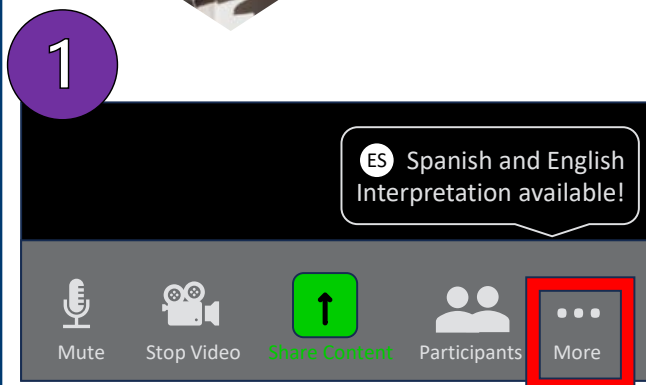 1
ES Spanish and English
Interpretation available!
Mute Stop Video Share Content Participants More